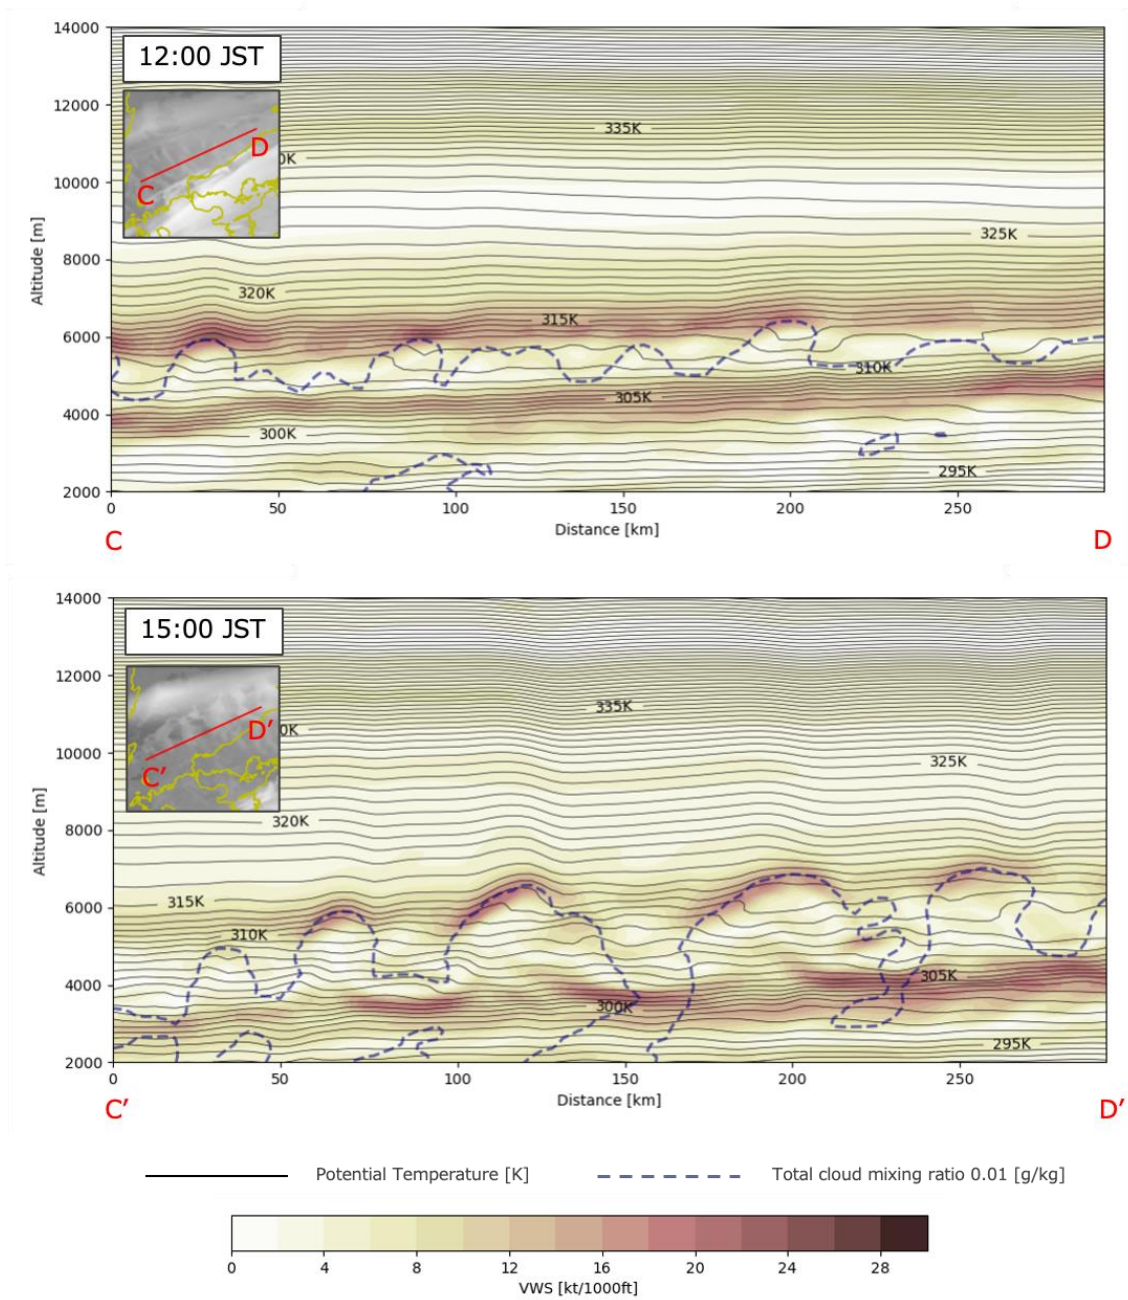 14000
12:00 JST
12000
335K
D
0K
10000
C
325K
8000
320K
315K
6000
310K
305K
4000
300K
295K
2000
Altitude [m]
0
50
100
150
200
250
Distance [km]
C
D
14000
15:00 JST
12000
335K
D’
0K
10000
325K
C’
8000
320K
315K
6000
310K
305K
4000
300K
295K
2000
Altitude [m]
0
50
100
150
200
250
Distance [km]
C’
D’
Potential Temperature [K]
Total cloud mixing ratio 0.01 [g/kg]
0
4
8
12
16
20
24
28
VWS [kt/1000ft]